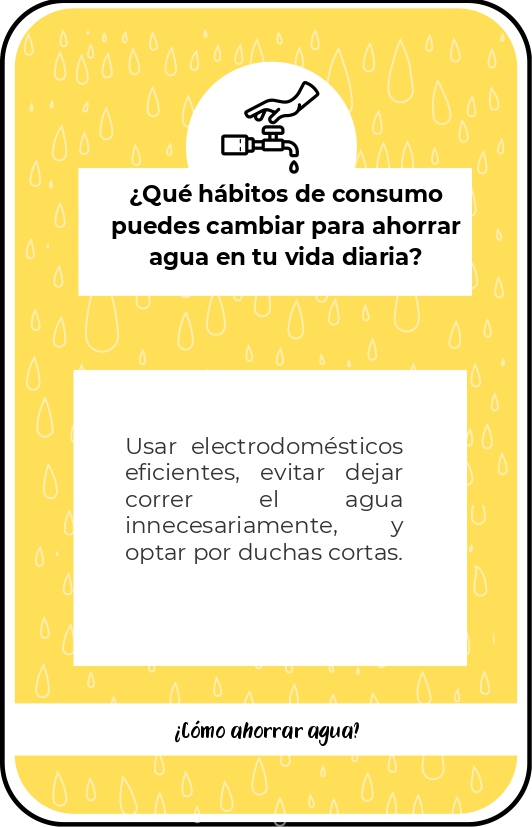 ¿Qué hábitos de consumo
puedes cambiar para ahorrar
agua en tu vida diaria?
Usar electrodomésticos
eficientes, evitar dejar
correr el agua
innecesariamente, y
optar por duchas cortas.
¿Cómo ahorrar agua?